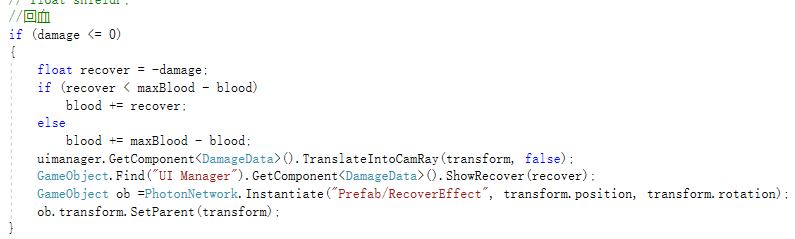 //回血
if (damage <= 0)
{
float recover = -damage;
if (recover < maxBlood - blood)
blood += recover;
else
blood += maxBlood - blood;
uimanager.GetComponent<DamageData>().TranslateIntoCamRay(transform, false);
GameObject.Find("UI Manager").GetComponent<DamageData>().ShowRecover(recover);
GameObject ob =PhotonNetwork.Instantiate("Prefab/RecoverEffect", transform.position, transform.rotation);
ob.transform.SetParent(transform);
}